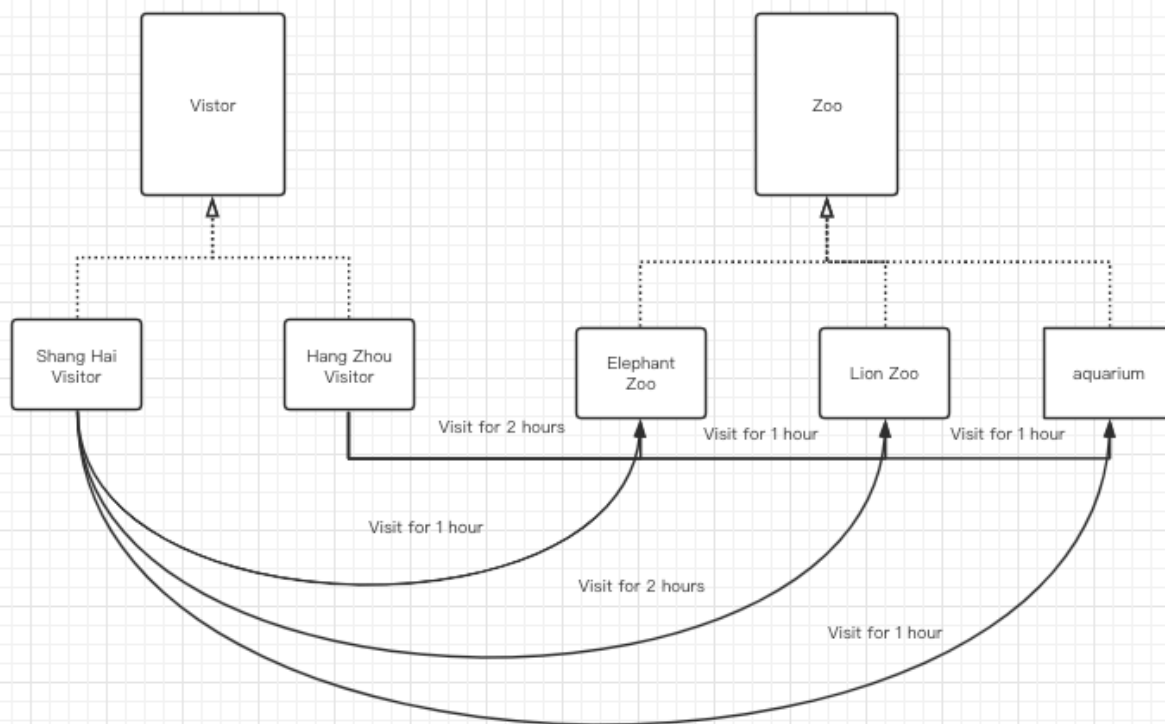 Vistor
Zoo
Shang Hai
Visitor
Hang Zhou
Visitor
Elephant
Zoo
Lion Zoo
aquarium
Visit for 2 hours
Visit for 1 hour
Visit for 1 hour
Visit for 1 hour
Visit for 2 hours
Visit for 1 hour